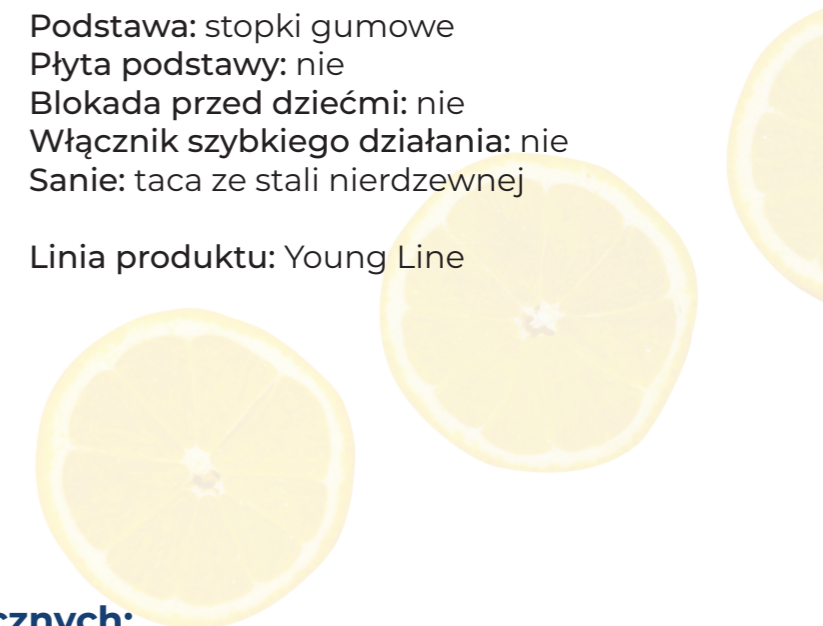 Podstawa: stopki gumowe
Płyta podstawy: nie
Blokada przed dziećmi: nie
Włącznik szybkiego działania: nie
Sanie: taca ze stali nierdzewnej
Linia produktu: Young Line